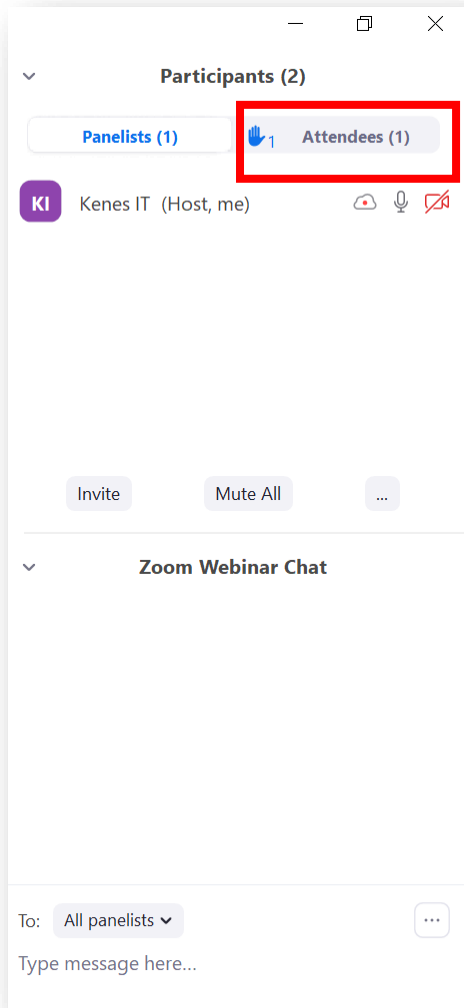 Participants (2)
Panelists (1)
1 Attendees (1)
KI Kenes IT (Host, me)
Invite Mute All ...
Zoom Webinar Chat
To: All panelists
Type message here...